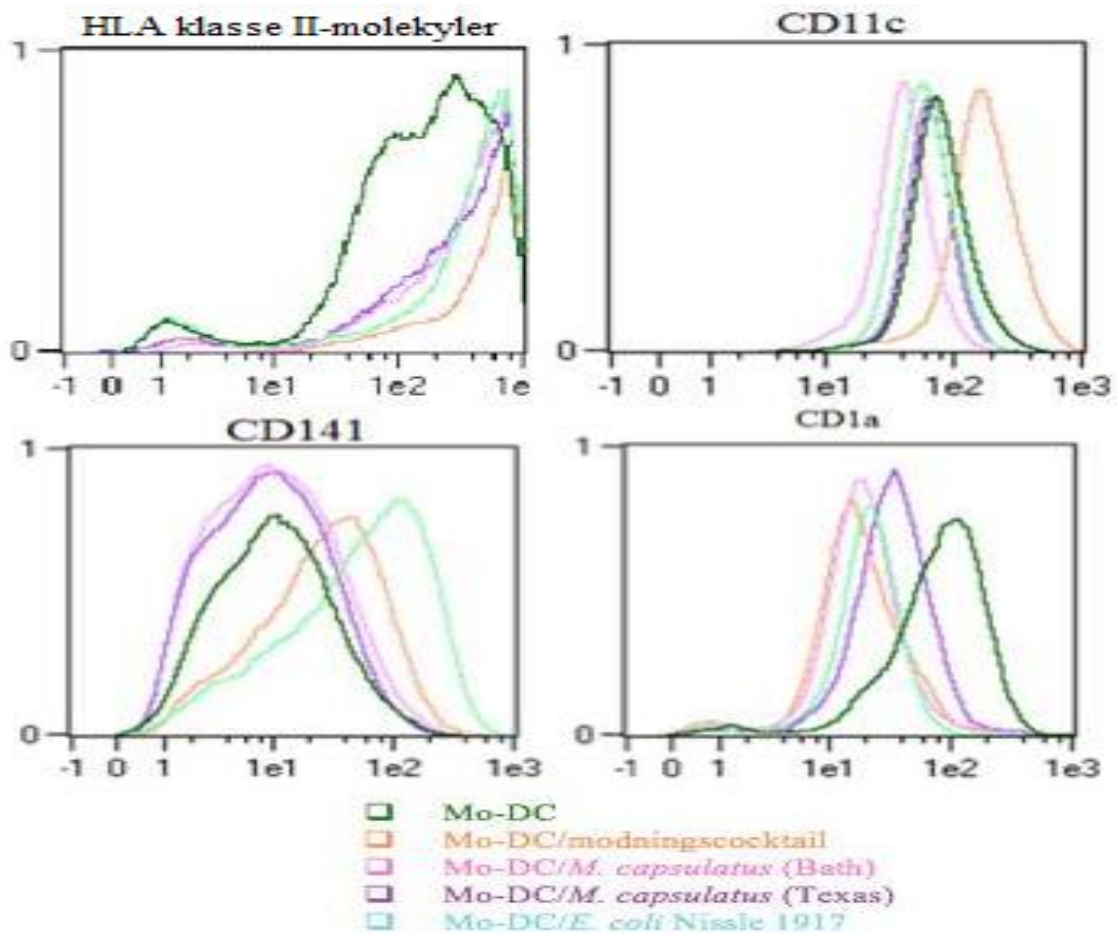 HLA klasse II-molekyler
CD11c
1
0
-1 0 1 1e1 1e2 1e
1
0
-1 0 1 1e1 1e2 1e3
CD141
CD1a
1
0
-1 0 1 1e1 1e2 1e3
1
0
-1 0 1 1e1 1e2 1e3
Mo-DC
Mo-DC/modningscocktail
Mo-DC/M. capsulatus (Bath)
Mo-DC/M. capsulatus (Texas)
Mo-DC/E. coli Nissle 1917